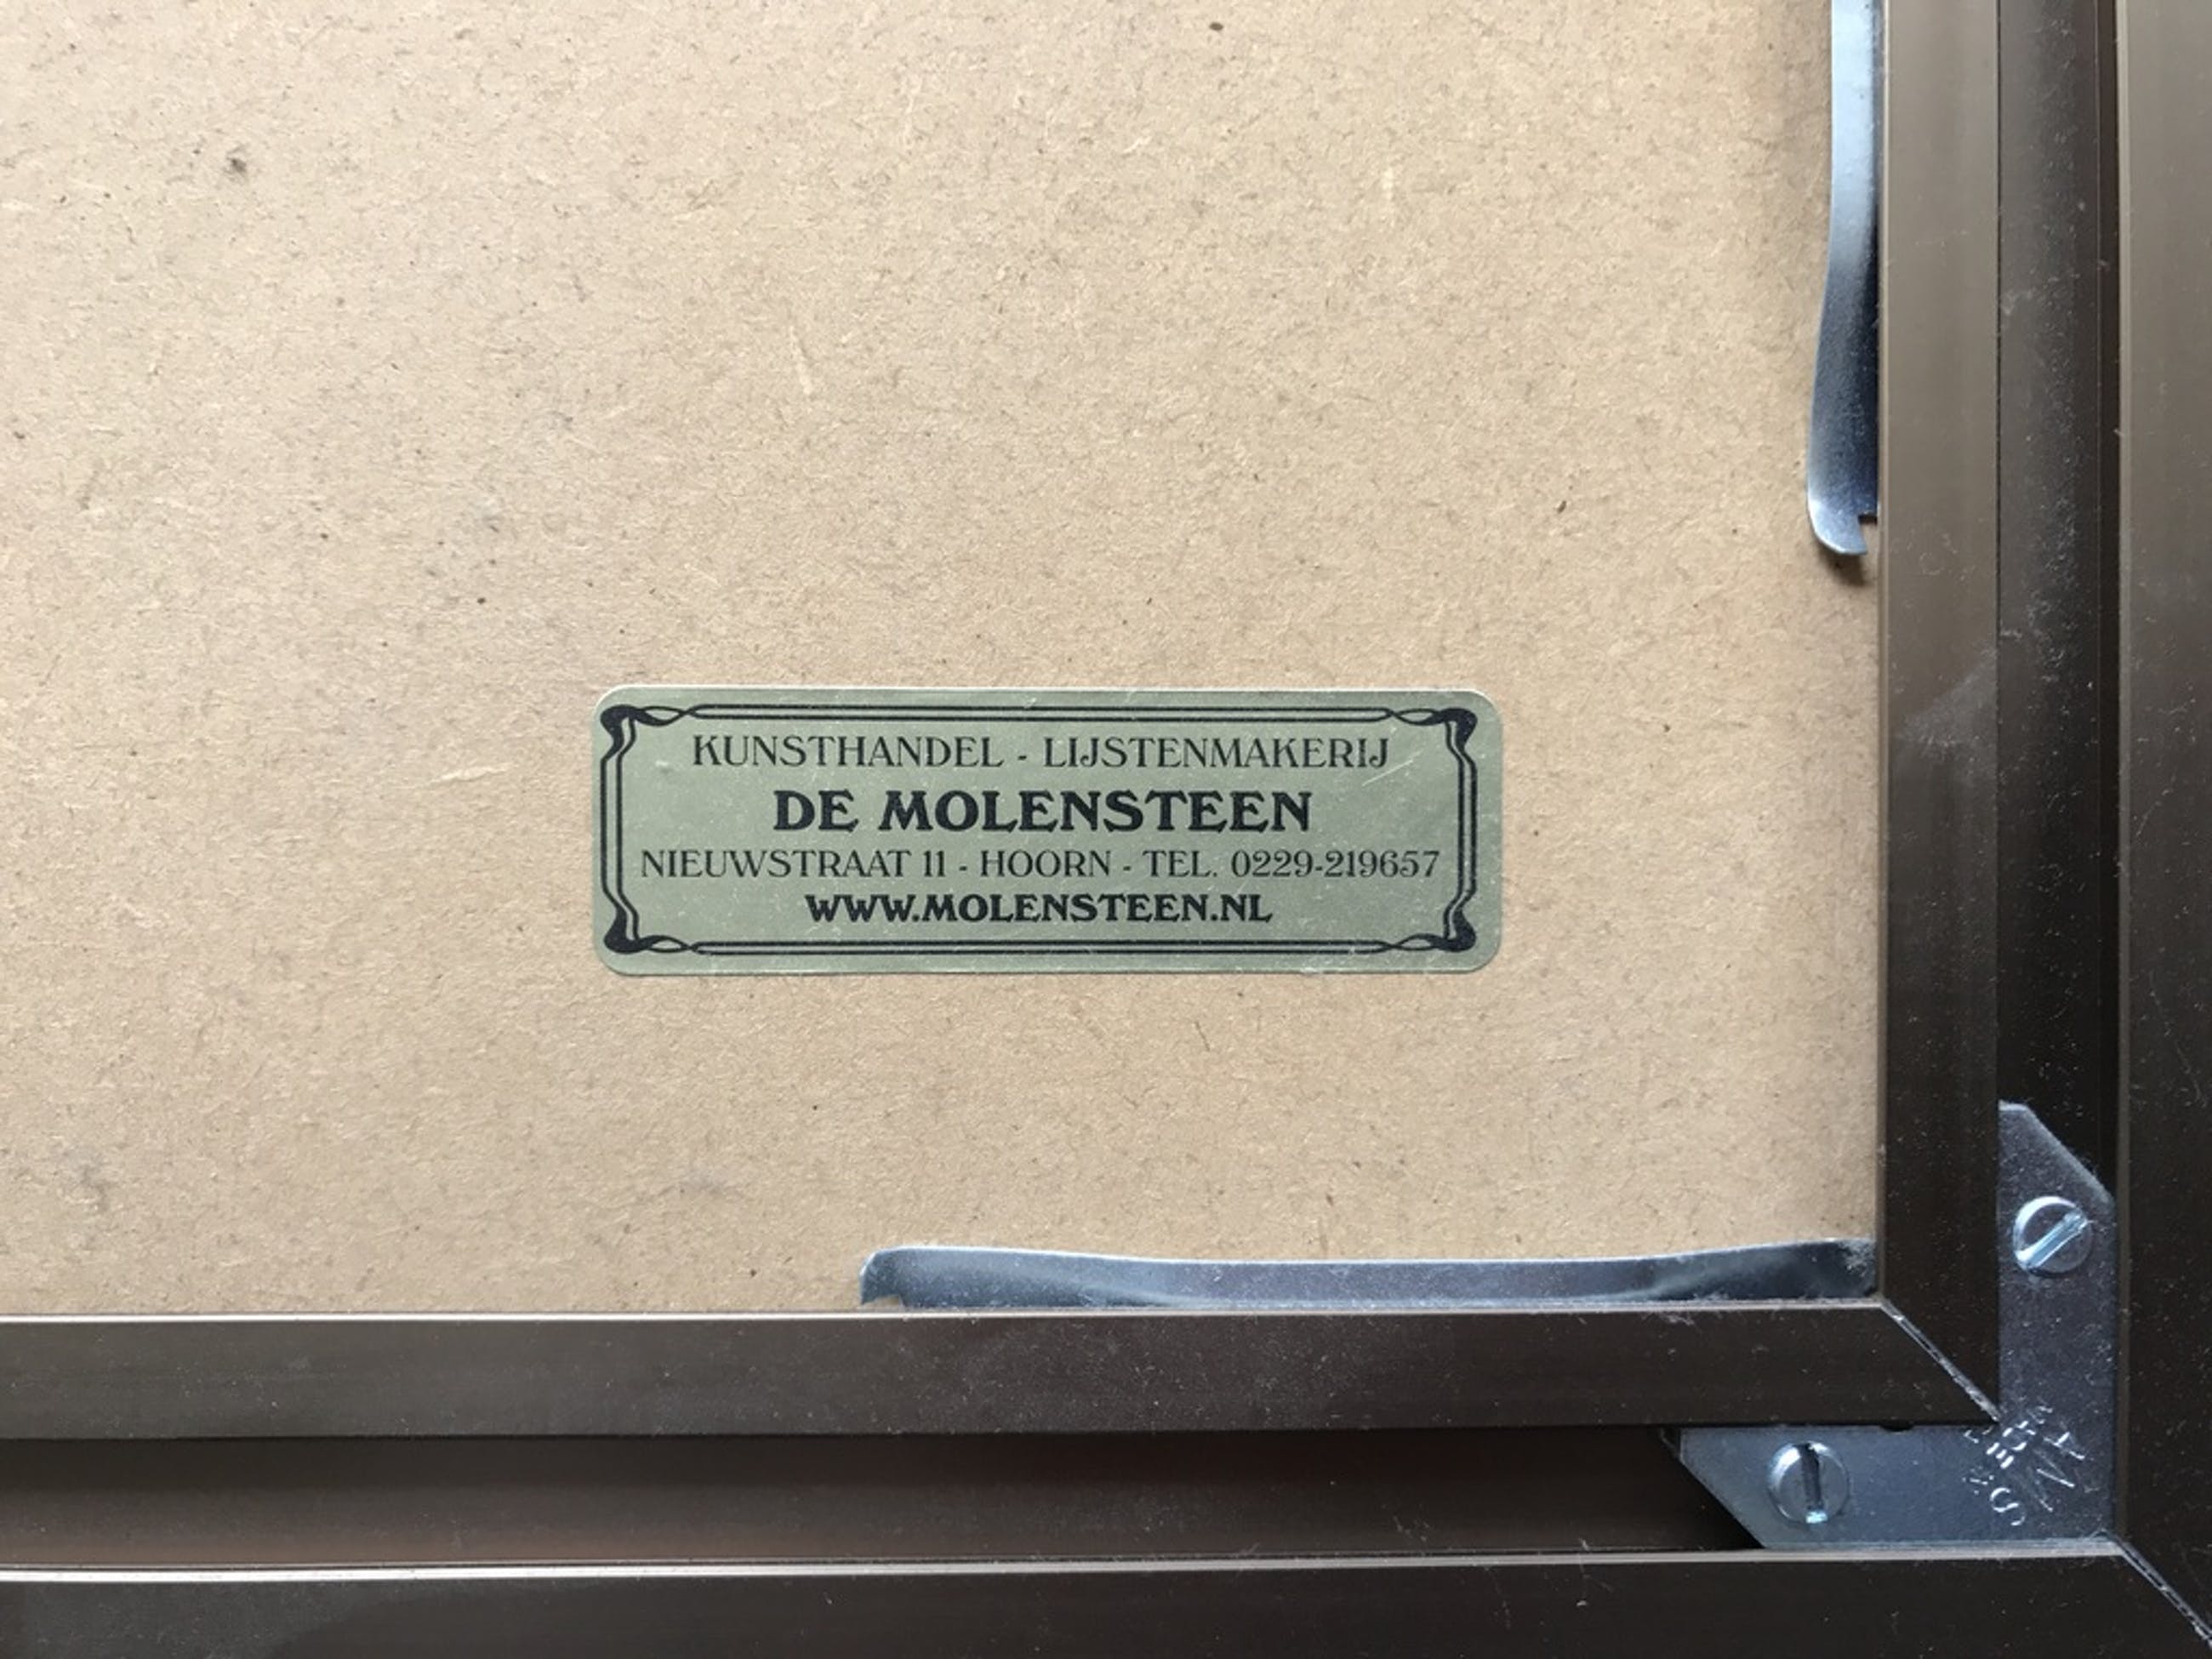 KUNSTHANDEL - LIJSTENMAKERIJ
DE MOLENSTEEN
NIEUWSTRAAT 11 - HOORN - TEL. 0229-219657
WWW.MOLENSTEEN.NL